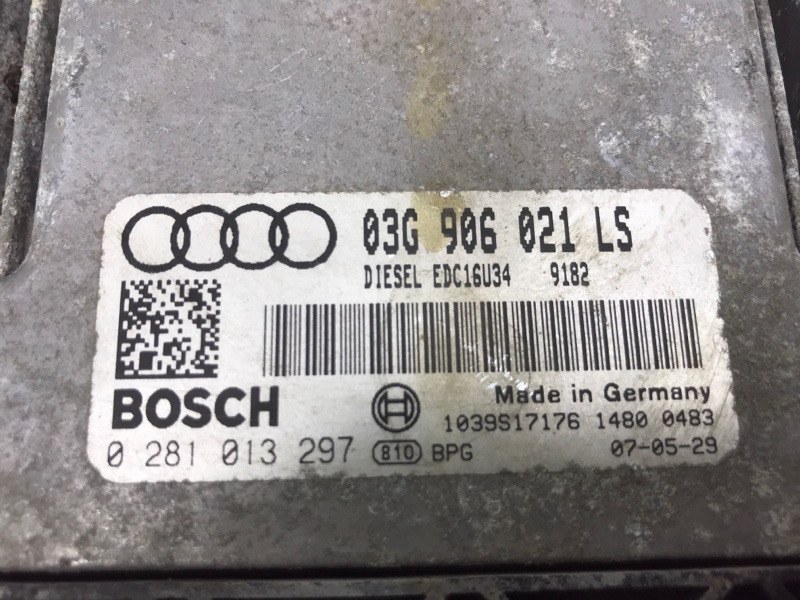 03G 906 021 LS
DIESEL EDC16U34 9182
BOSCH
Made in Germany
1039S17176 1480 0483
0 281 013 297 810 BPG 07-05-29